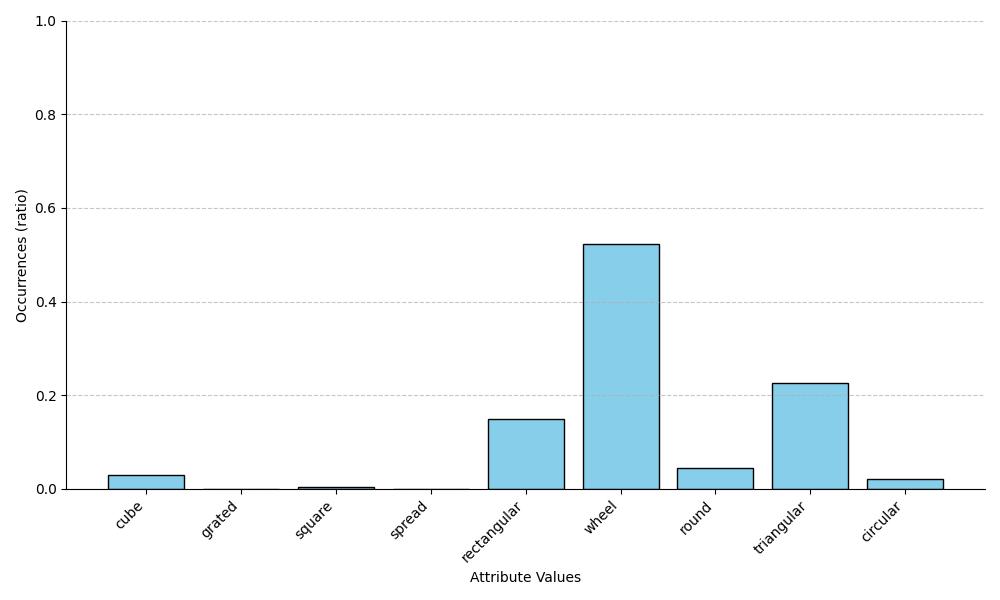 1.0
0.8
0.6
0.4
0.2
0.0
Occurrences (ratio)
cube
grated
square
spread
rectangular
wheel
round
triangular
circular
Attribute Values